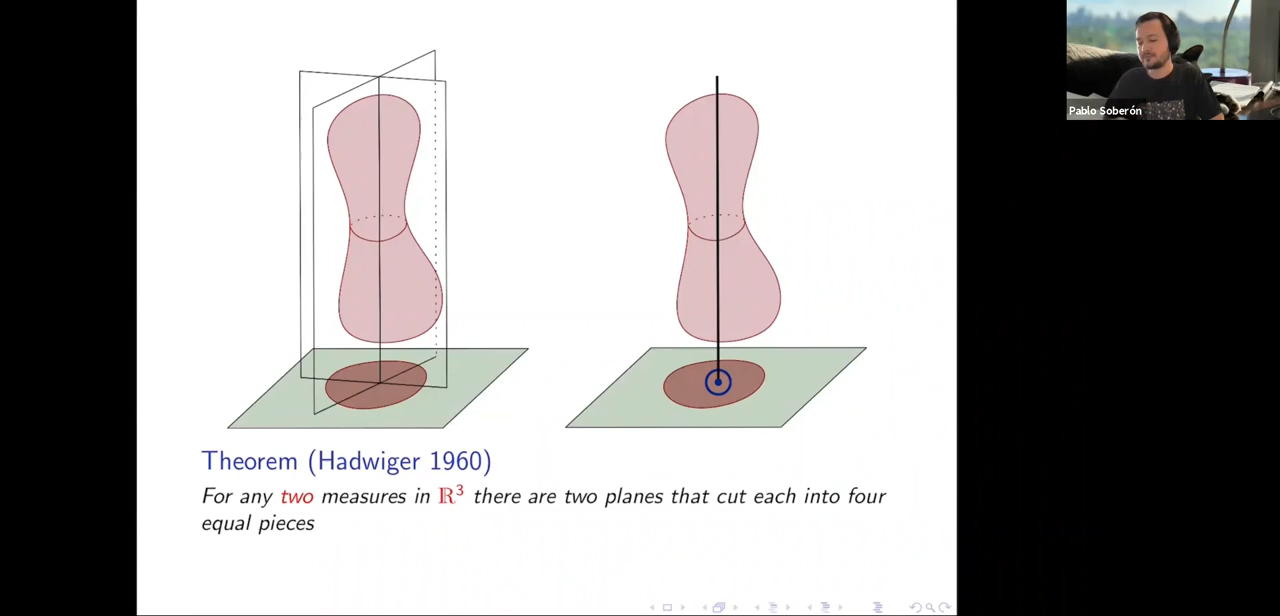 Pablo Soberón
Theorem (Hadwiger 1960)
For any two measures in ℝ³ there are two planes that cut each into four
equal pieces